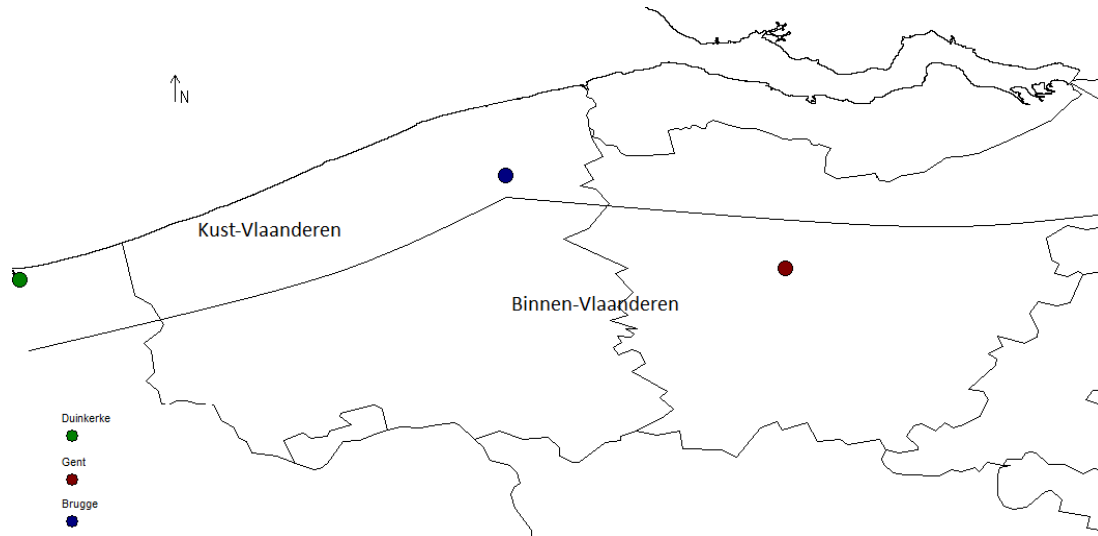 N
Kust-Vlaanderen
Binnen-Vlaanderen
Duinkerke
Gent
Brugge